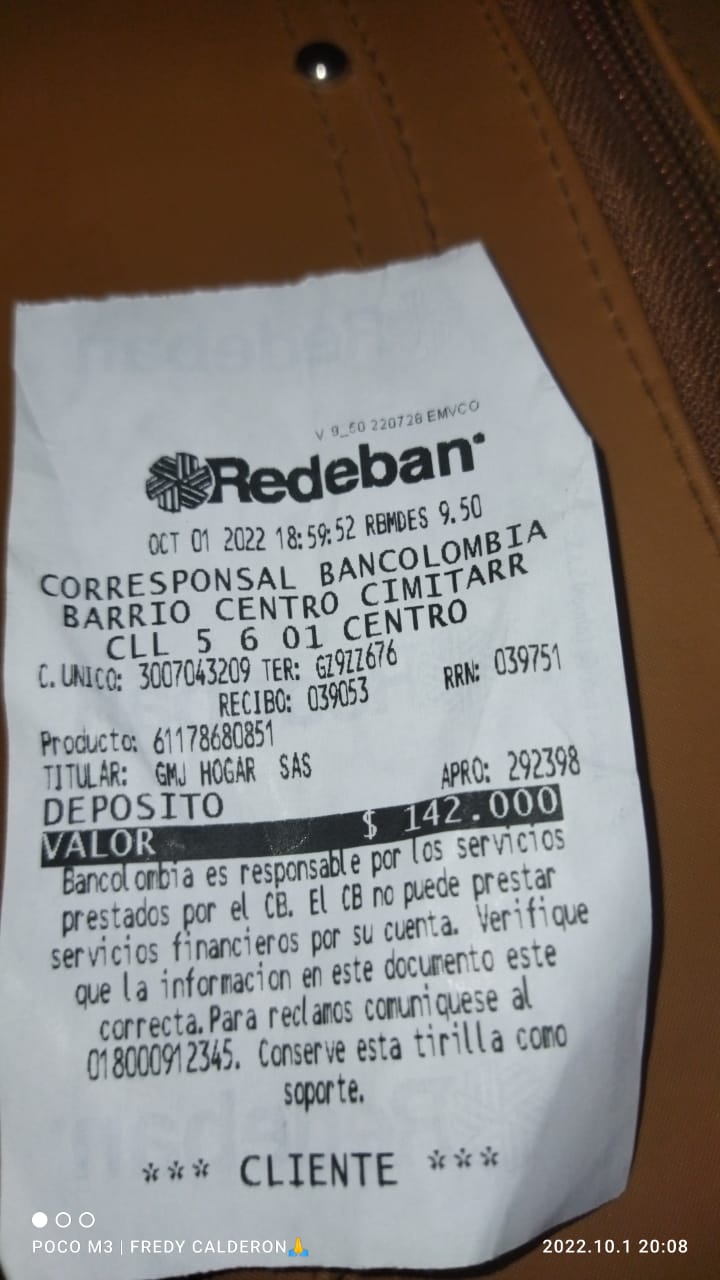 V 9_50 220728 EMVCO
Redeban
OCT 01 2022 18:59:52 RBMDES 9.50
CORRESPONSAL BANCOLOMBIA
BARRIO CENTRO CIMITARR
CLL 5 6 01 CENTRO
C. UNICO: 3007043209 TER: GZ9ZZ676
RECIBO: 039053 RRN: 039751
Producto: 61178680851
TITULAR: GMJ HOGAR SAS
DEPOSITO APRO: 292398
VALOR $ 142.000
Bancolombia es responsable por los servicios
prestados por el CB. El CB no puede prestar
servicios financieros por su cuenta. Verifique
que la informacion en este documento este
correcta. Para reclamos comuniquese al
018000912345. Conserve esta tirilla como
soporte.
*** CLIENTE ***
POCO M3 | FREDY CALDERON🙏
2022.10.1 20:08